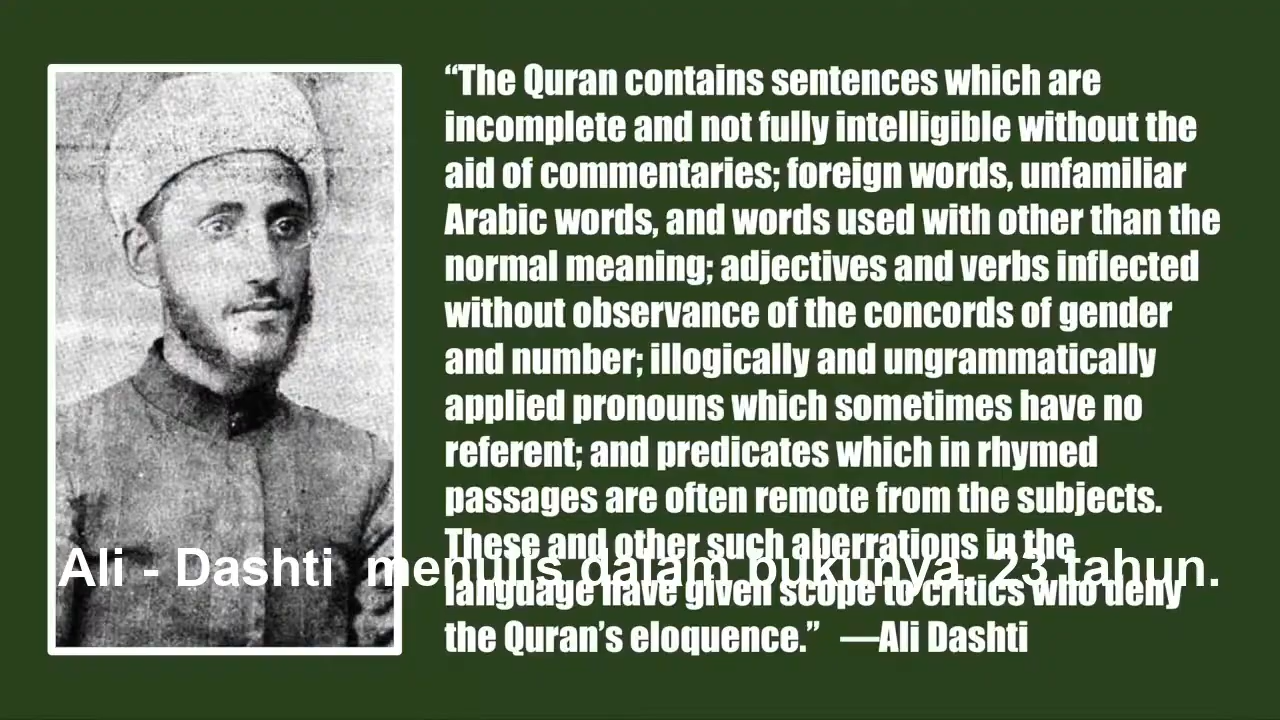 “The Quran contains sentences which are
incomplete and not fully intelligible without the
aid of commentaries; foreign words, unfamiliar
Arabic words, and words used with other than the
normal meaning; adjectives and verbs inflected
without observance of the concords of gender
and number; illogically and ungrammatically
applied pronouns which sometimes have no
referent; and predicates which in rhymed
passages are often remote from the subjects.
These and other such aberrations in the
Ali - Dashti menulis dalam bukunya, 23 tahun.
language have given scope to critics who deny
the Quran’s eloquence.” —Ali Dashti